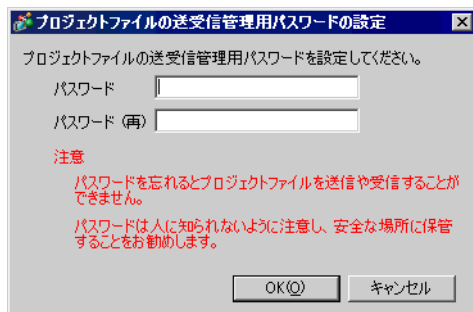 プロジェクトファイルの送受信管理用パスワードの設定
プロジェクトファイルの送受信管理用パスワードを設定してください。
パスワード
パスワード（再）
注意
パスワードを忘れるとプロジェクトファイルを送信や受信することが
できません。
パスワードは人に知られないように注意し、安全な場所に保管
することをお勧めします。
OK(O) キャンセル